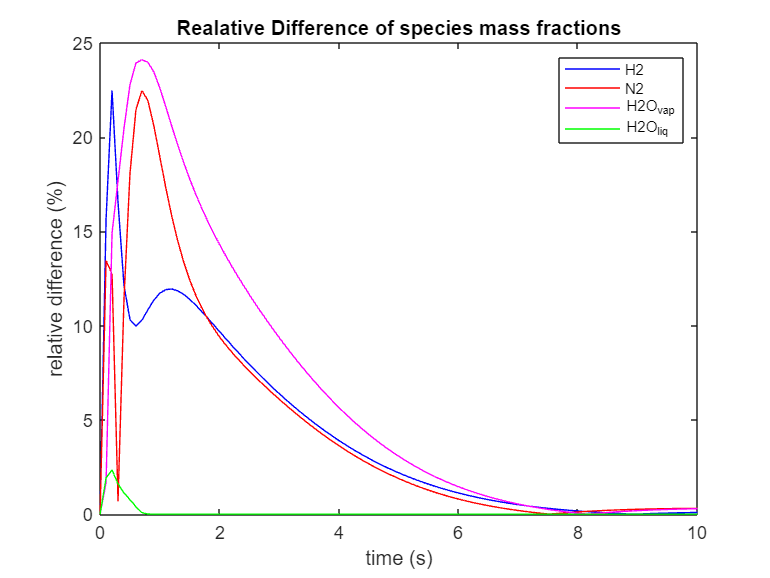 Realative Difference of species mass fractions
25
20
15
10
5
0
relative difference (%)
H2
N2
H2Ovap
H2Oliq
0 2 4 6 8 10
time (s)